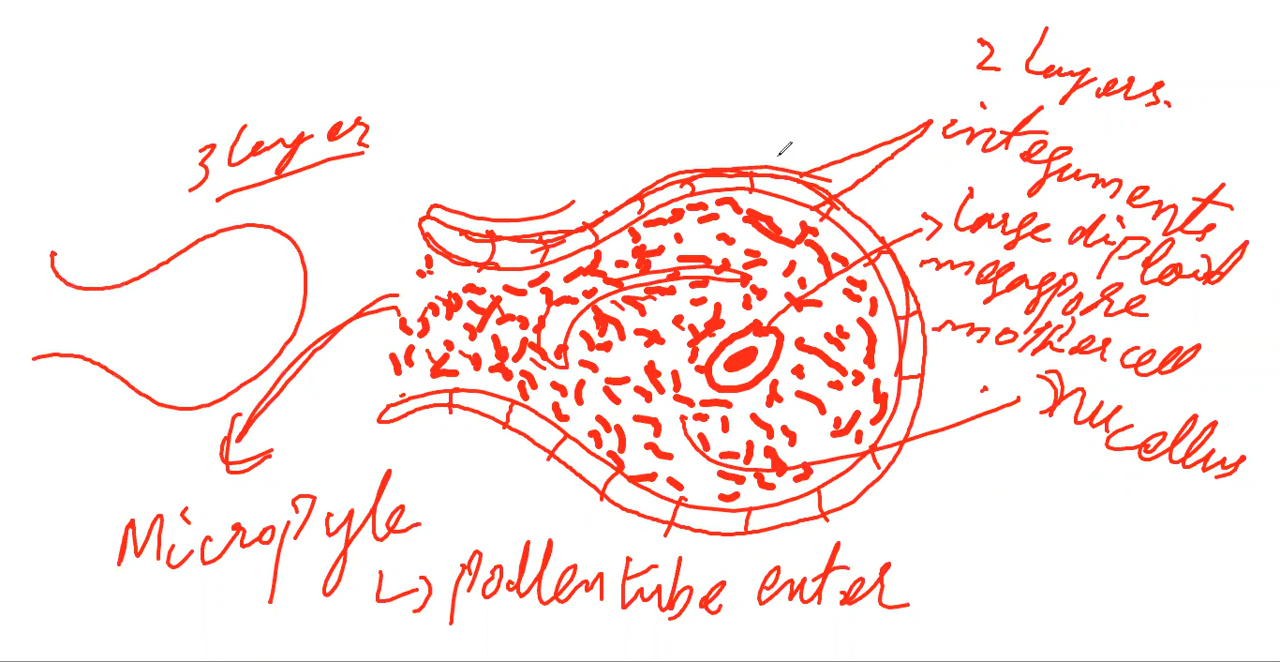 3 layer
2 layers.
integuments
→ large diploid
megaspore
mother cell
Nucellus
Micropyle
↳ pollen tube enter